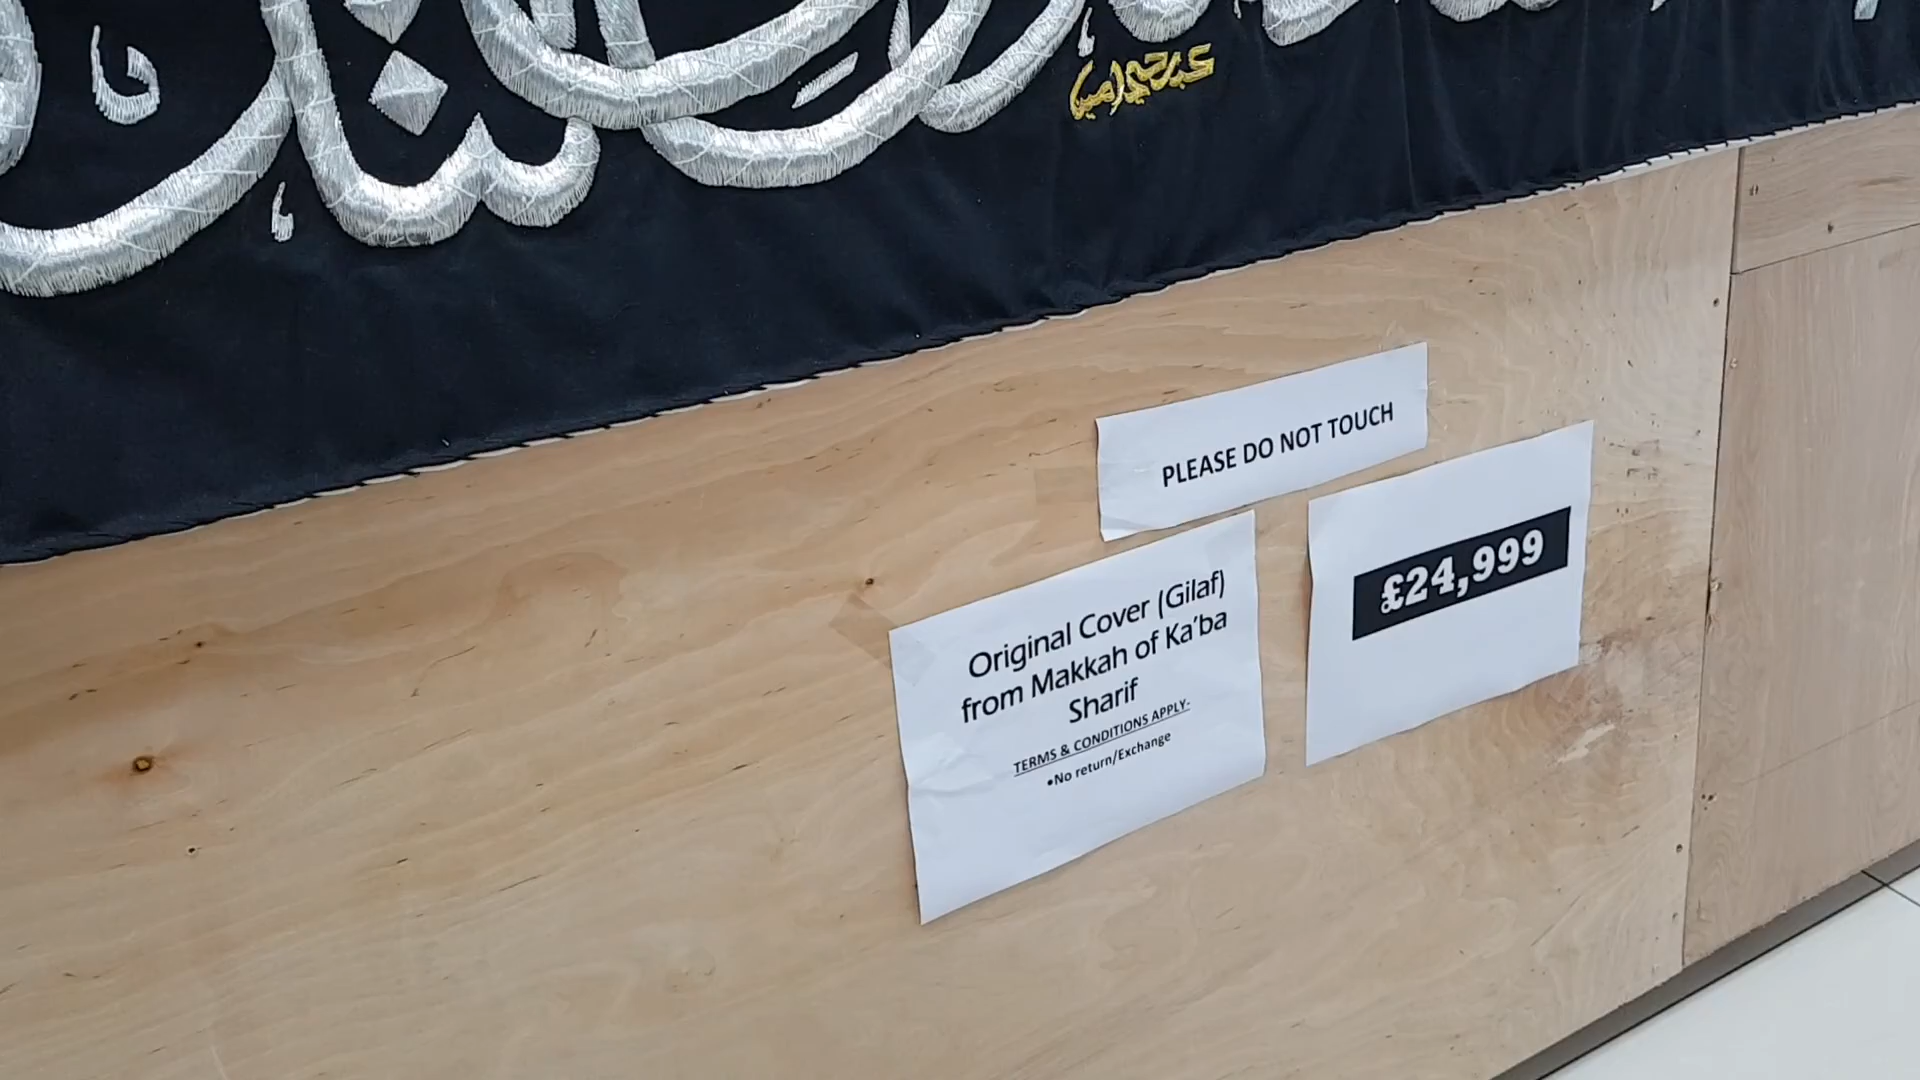 PLEASE DO NOT TOUCH
Original Cover (Gilaf)
from Makkah of Ka'ba
Sharif
TERMS & CONDITIONS APPLY-
•No return/Exchange
£24,999